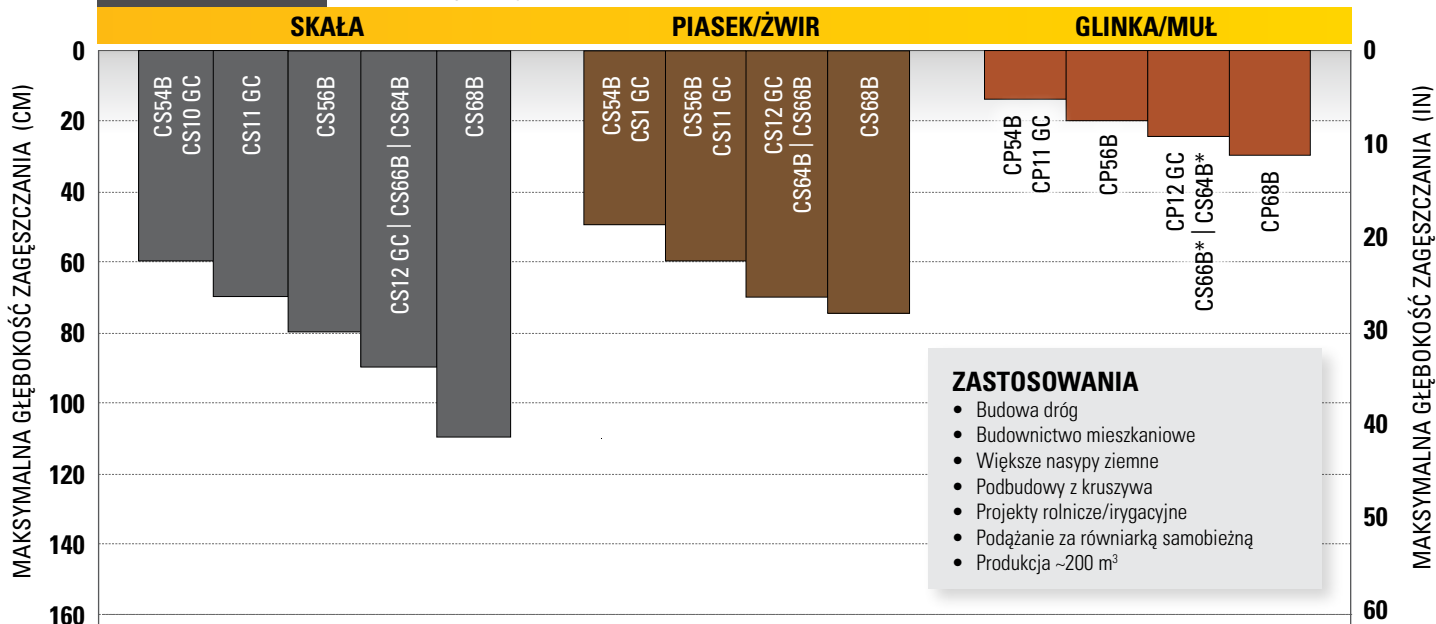 SKAŁA
PIASEK/ŻWIR
GLINKA/MUŁ
MAKSYMALNA GŁĘBOKOŚĆ ZAGĘSZCZANIA (CM)
0
20
40
60
80
100
120
140
160
CS54B
CS10 GC
CS11 GC
CS56B
CS12 GC | CS66B | CS64B
CS68B
CS54B
CS1 GC
CS56B
CS11 GC
CS12 GC
CS64B | CS66B
CS68B
CP54B
CP11 GC
CP56B
CP12 GC
CS66B* | CS64B*
CP68B
0
10
20
30
40
50
60
MAKSYMALNA GŁĘBOKOŚĆ ZAGĘSZCZANIA (IN)
ZASTOSOWANIA
• Budowa dróg
• Budownictwo mieszkaniowe
• Większe nasypy ziemne
• Podbudowy z kruszywa
• Projekty rolnicze/irygacyjne
• Podążanie za równiarką samobieżną
• Produkcja ~200 m³